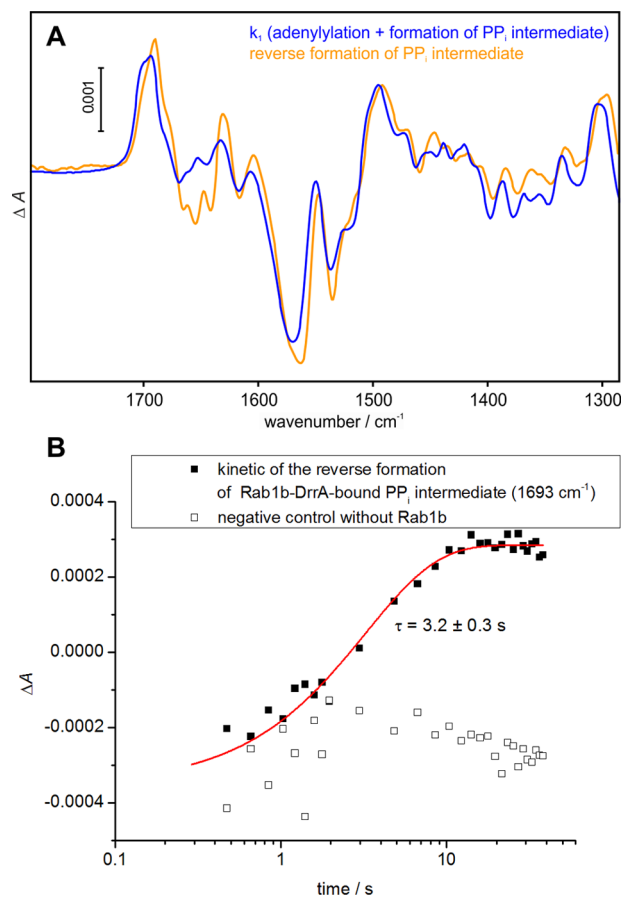 A
k₁ (adenylylation + formation of PPᵢ intermediate)
reverse formation of PPᵢ intermediate
0.001
Δ A
1700 1600 1500 1400 1300
wavenumber / cm⁻¹
B
kinetic of the reverse formation
of Rab1b-DrrA-bound PPᵢ intermediate (1693 cm⁻¹)
negative control without Rab1b
0.0004
0.0002
τ = 3.2 ± 0.3 s
0.0000
ΔA
-0.0002
-0.0004
0.1 1 10
time / s